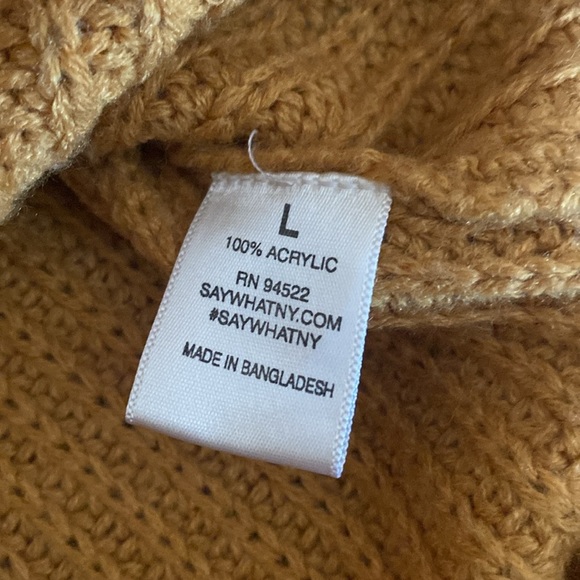 L
100% ACRYLIC
RN 94522
SAYWHATNY.COM
#SAYWHATNY
MADE IN BANGLADESH